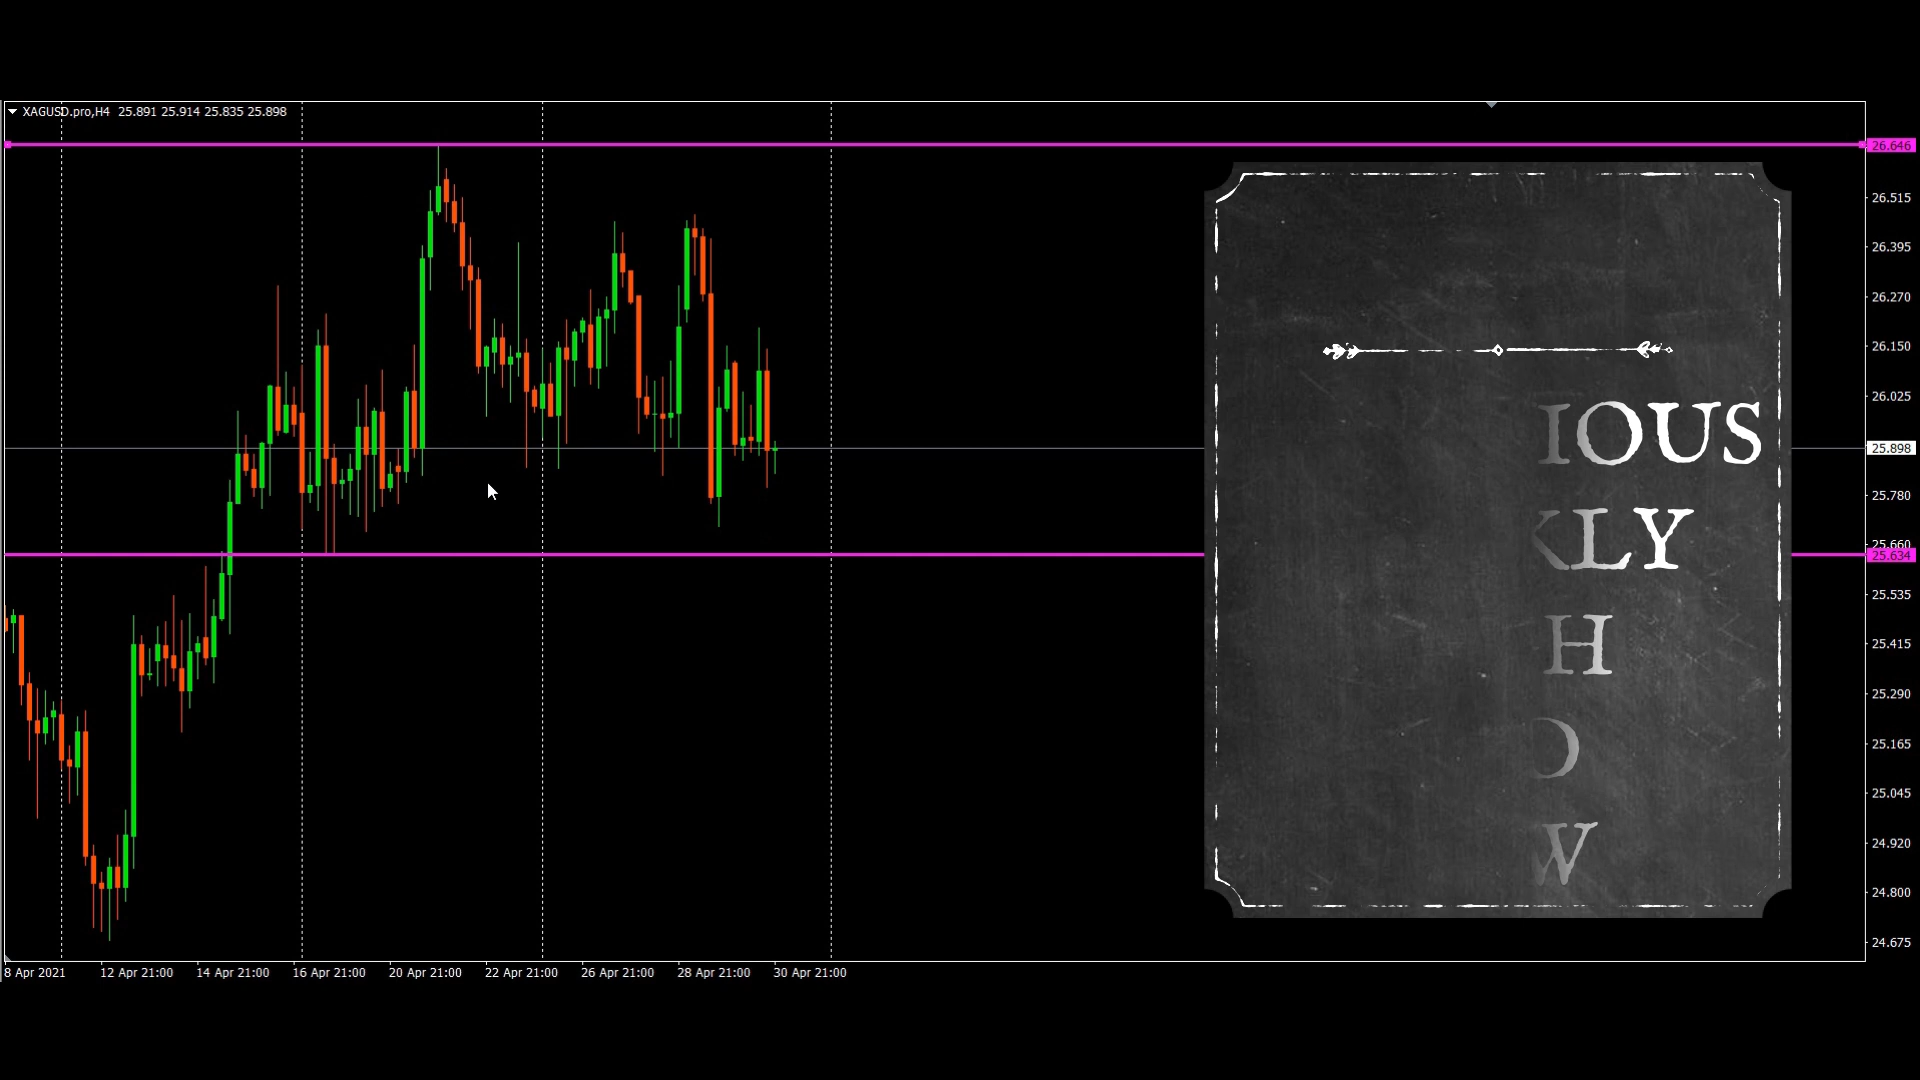 XAGUSD.pro,H4 25.891 25.914 25.835 25.898
26.646
26.515
26.395
26.270
26.150
26.025
25.898
25.780
25.660
25.634
25.535
25.415
25.290
25.165
25.045
24.920
24.800
24.675
IOUS
KLY
H
O
W
8 Apr 2021 12 Apr 21:00 14 Apr 21:00 16 Apr 21:00 20 Apr 21:00 22 Apr 21:00 26 Apr 21:00 28 Apr 21:00 30 Apr 21:00